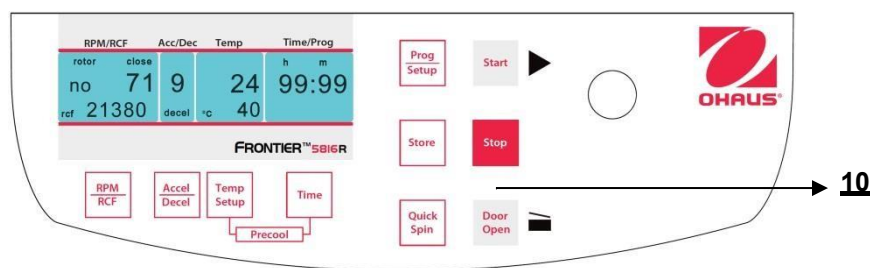 RPM/RCF Acc/Dec Temp Time/Prog
rotor close h m
no 71 9 24 99:99
rcf 21380 decel °C 40
FRONTIER™ 5816R
RPM
RCF
Accel
Decel
Temp
Setup
Time
Precool
Prog
Setup
Start
Store
Stop
Quick
Spin
Door
Open
OHAUS®
10